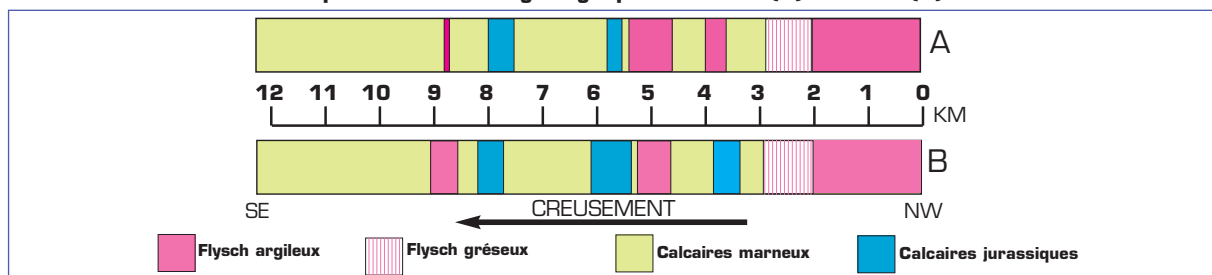 A
12 11 10 9 8 7 6 5 4 3 2 1 0
KM
B
SE CREUSEMENT NW
Flysch argileux Flysch gréseux Calcaires marneux Calcaires jurassiques